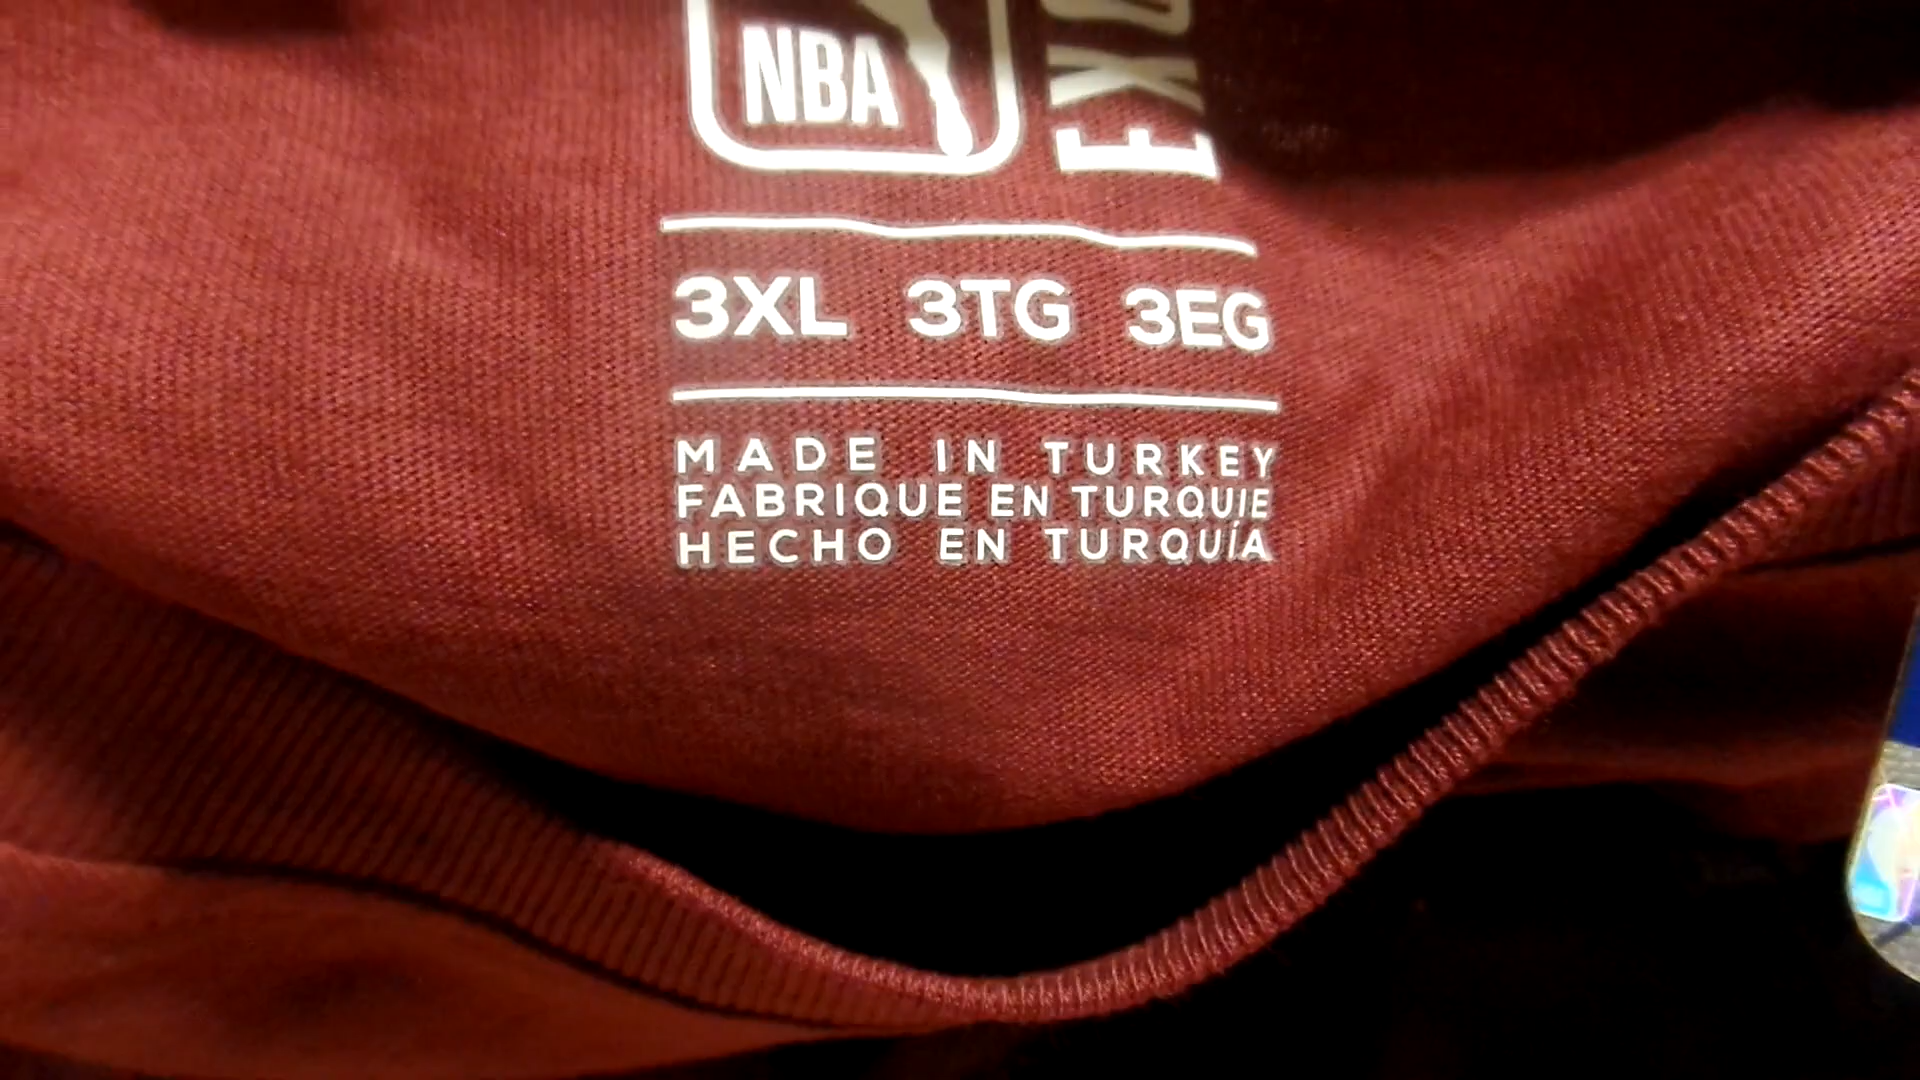 NBA
3XL 3TG 3EG
MADE IN TURKEY
FABRIQUE EN TURQUIE
HECHO EN TURQUÍA